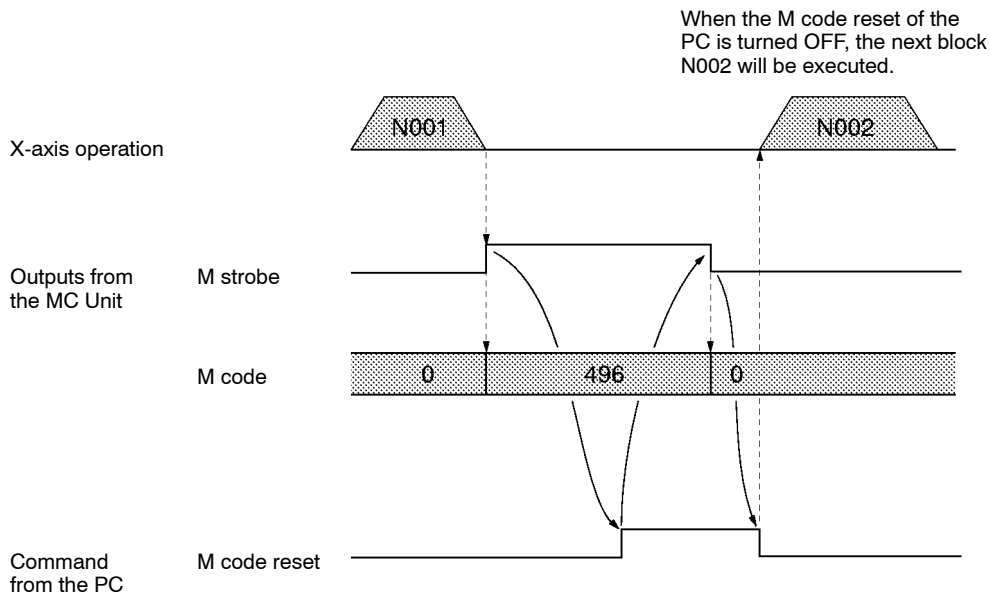 When the M code reset of the
PC is turned OFF, the next block
N002 will be executed.
N001
N002
X-axis operation
Outputs from
the MC Unit
M strobe
M code
0
496
0
Command
from the PC
M code reset